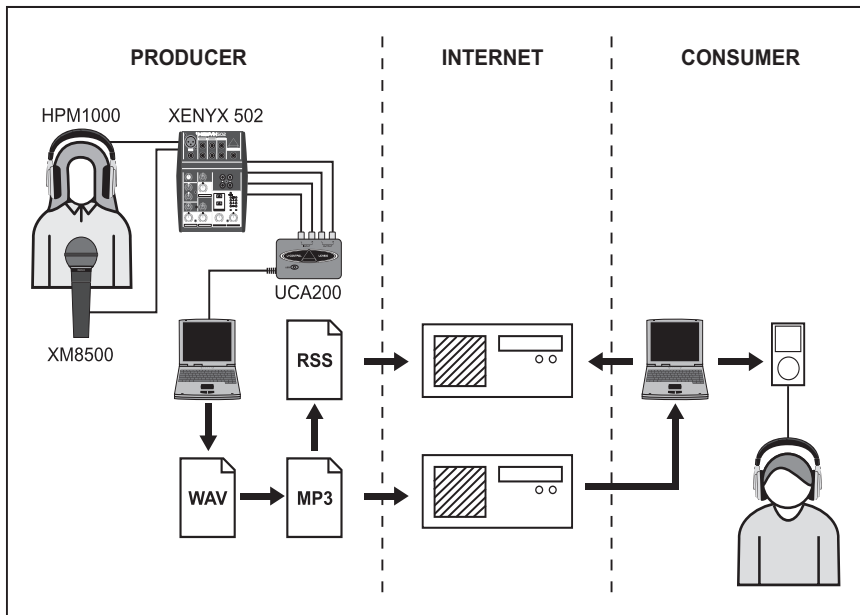 PRODUCER
INTERNET
CONSUMER
HPM1000
XENYX 502
UCA200
XM8500
RSS
WAV
MP3